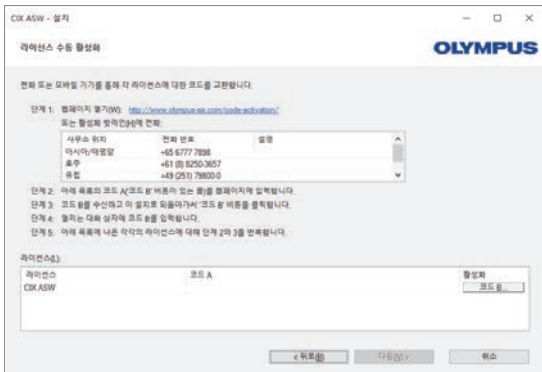 CIX ASW - 설치
라이선스 수동 활성화
OLYMPUS
전화 또는 모바일 기기를 통해 각 라이선스에 대한 코드를 교환합니다.
단계 1: 웹페이지 열기(W): http://www.olympus-ss.com/code-activation/
또는 활성화 핫라인(H)에 전화:
사무소 위치 전화 번호 설명
아시아/태평양 +65 6777 7898
호주 +61 (0) 8250-3657
유럽 +49 (251) 79800-0
단계 2: 아래 목록의 코드 A('코드 B' 버튼이 있는 줄)를 웹페이지에 입력합니다.
단계 3: 코드 B를 수신하고 이 설치로 되돌아가서 '코드 B' 버튼을 클릭합니다.
단계 4: 열리는 대화 상자에 코드 B를 입력합니다.
단계 5: 아래 목록에 나온 각각의 라이선스에 대해 단계 2와 3을 반복합니다.
라이선스(L):
라이선스 코드 A 활성화
CIX ASW 코드 B...
< 뒤로(B) 다음(N) > 취소